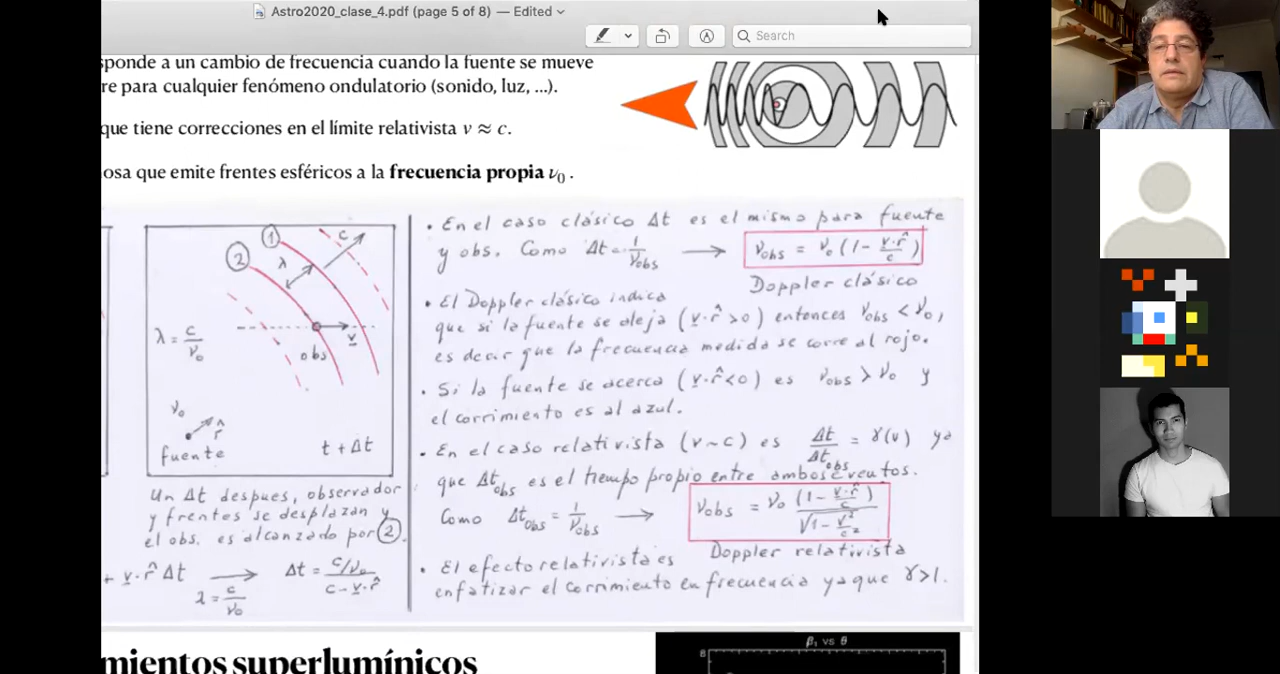 Astro2020_clase_4.pdf (page 5 of 8) — Edited
Search
sponde a un cambio de frecuencia cuando la fuente se mueve
re para cualquier fenómeno ondulatorio (sonido, luz, ...).
que tiene correcciones en el límite relativista v ≈ c.
osa que emite frentes esféricos a la frecuencia propia ν₀ .
① c
② λ
λ = c/ν₀
v
obs
ν₀
r̂
fuente
t + Δt
Un Δt despues, observador
y frentes se desplazan y
el obs. es alcanzado por ②.
+ v·r̂ Δt → Δt = (c/ν₀)/(c - v·r̂)
λ = c/ν₀
• En el caso clásico Δt es el mismo para fuente
y obs. Como Δt = 1/νobs → νobs = ν₀ (1 - v·r̂/c)
Doppler clásico
• El Doppler clásico indica
que si la fuente se aleja (v·r̂ > 0) entonces νobs < ν₀,
es decir que la frecuencia medida se corre al rojo.
• Si la fuente se acerca (v·r̂ < 0) es νobs > ν₀ y
el corrimiento es al azul.
• En el caso relativista (v ~ c) es Δt/Δtobs = γ(v) ya
que Δtobs es el tiempo propio entre ambos eventos.
Como Δtobs = 1/νobs → νobs = ν₀ (1 - v·r̂/c)/√(1 - v²/c²)
Doppler relativista
• El efecto relativista es
enfatizar el corrimiento en frecuencia ya que γ > 1.
mientos superlumínicos
β₁ vs θ
8